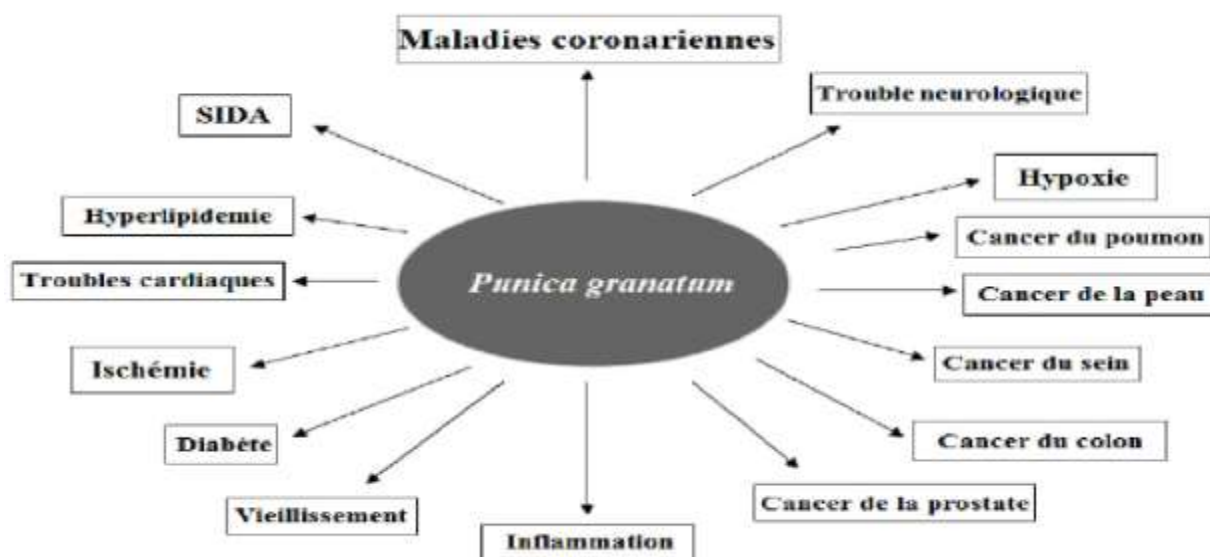 Maladies coronariennes
Trouble neurologique
SIDA
Hypoxie
Hyperlipidemie
Cancer du poumon
Troubles cardiaques
Punica granatum
Cancer de la peau
Ischémie
Cancer du sein
Diabéte
Cancer du colon
Vieillissement
Cancer de la prostate
Inflammation